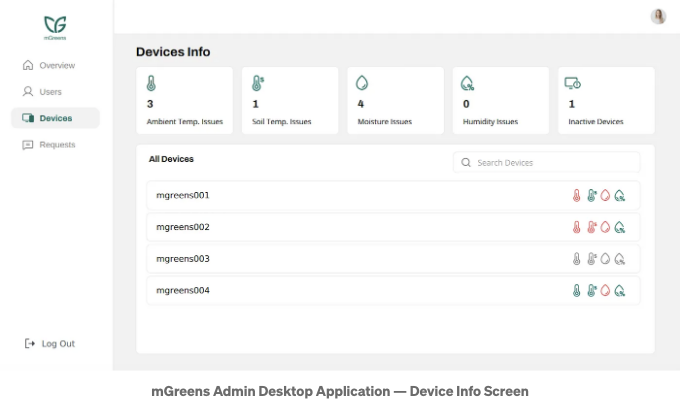 mGreens
Overview
Users
Devices
Requests
Log Out
Devices Info
3
Ambient Temp. Issues
S
1
Soil Temp. Issues
4
Moisture Issues
%
0
Humidity Issues
1
Inactive Devices
All Devices
Search Devices
mgreens001
mgreens002
mgreens003
mgreens004
mGreens Admin Desktop Application — Device Info Screen